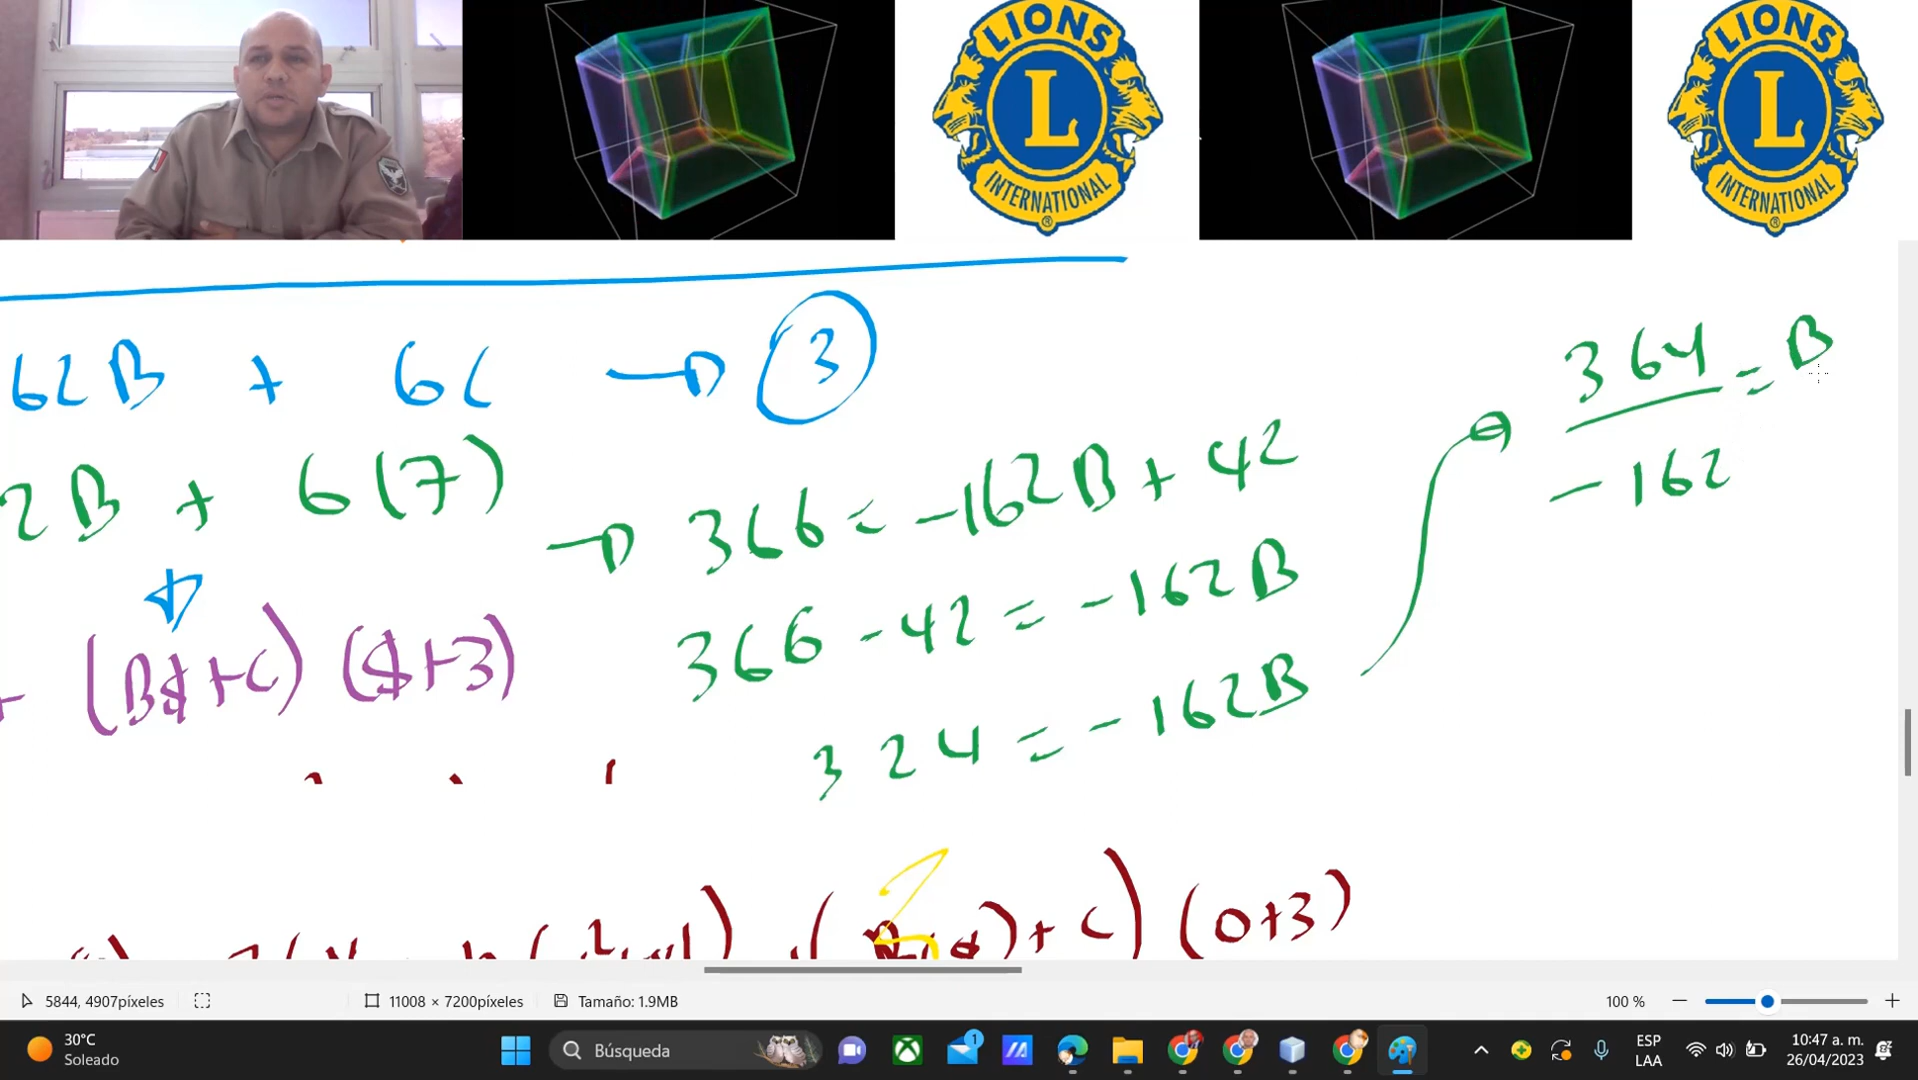 LIONS
L
INTERNATIONAL
®
LIONS
L
INTERNATIONAL
®
62B + 6C → 3
2B + 6(7)
→ 366 = -162B + 42
366 - 42 = -162B
324 = -162B
364 = B
-162
+ (B$+C) ($+3)
) + C) (0+3)
5844, 4907píxeles
11008 × 7200píxeles
Tamaño: 1.9MB
100 %
30°C
Soleado
Búsqueda
1
ESP
LAA
10:47 a. m.
26/04/2023